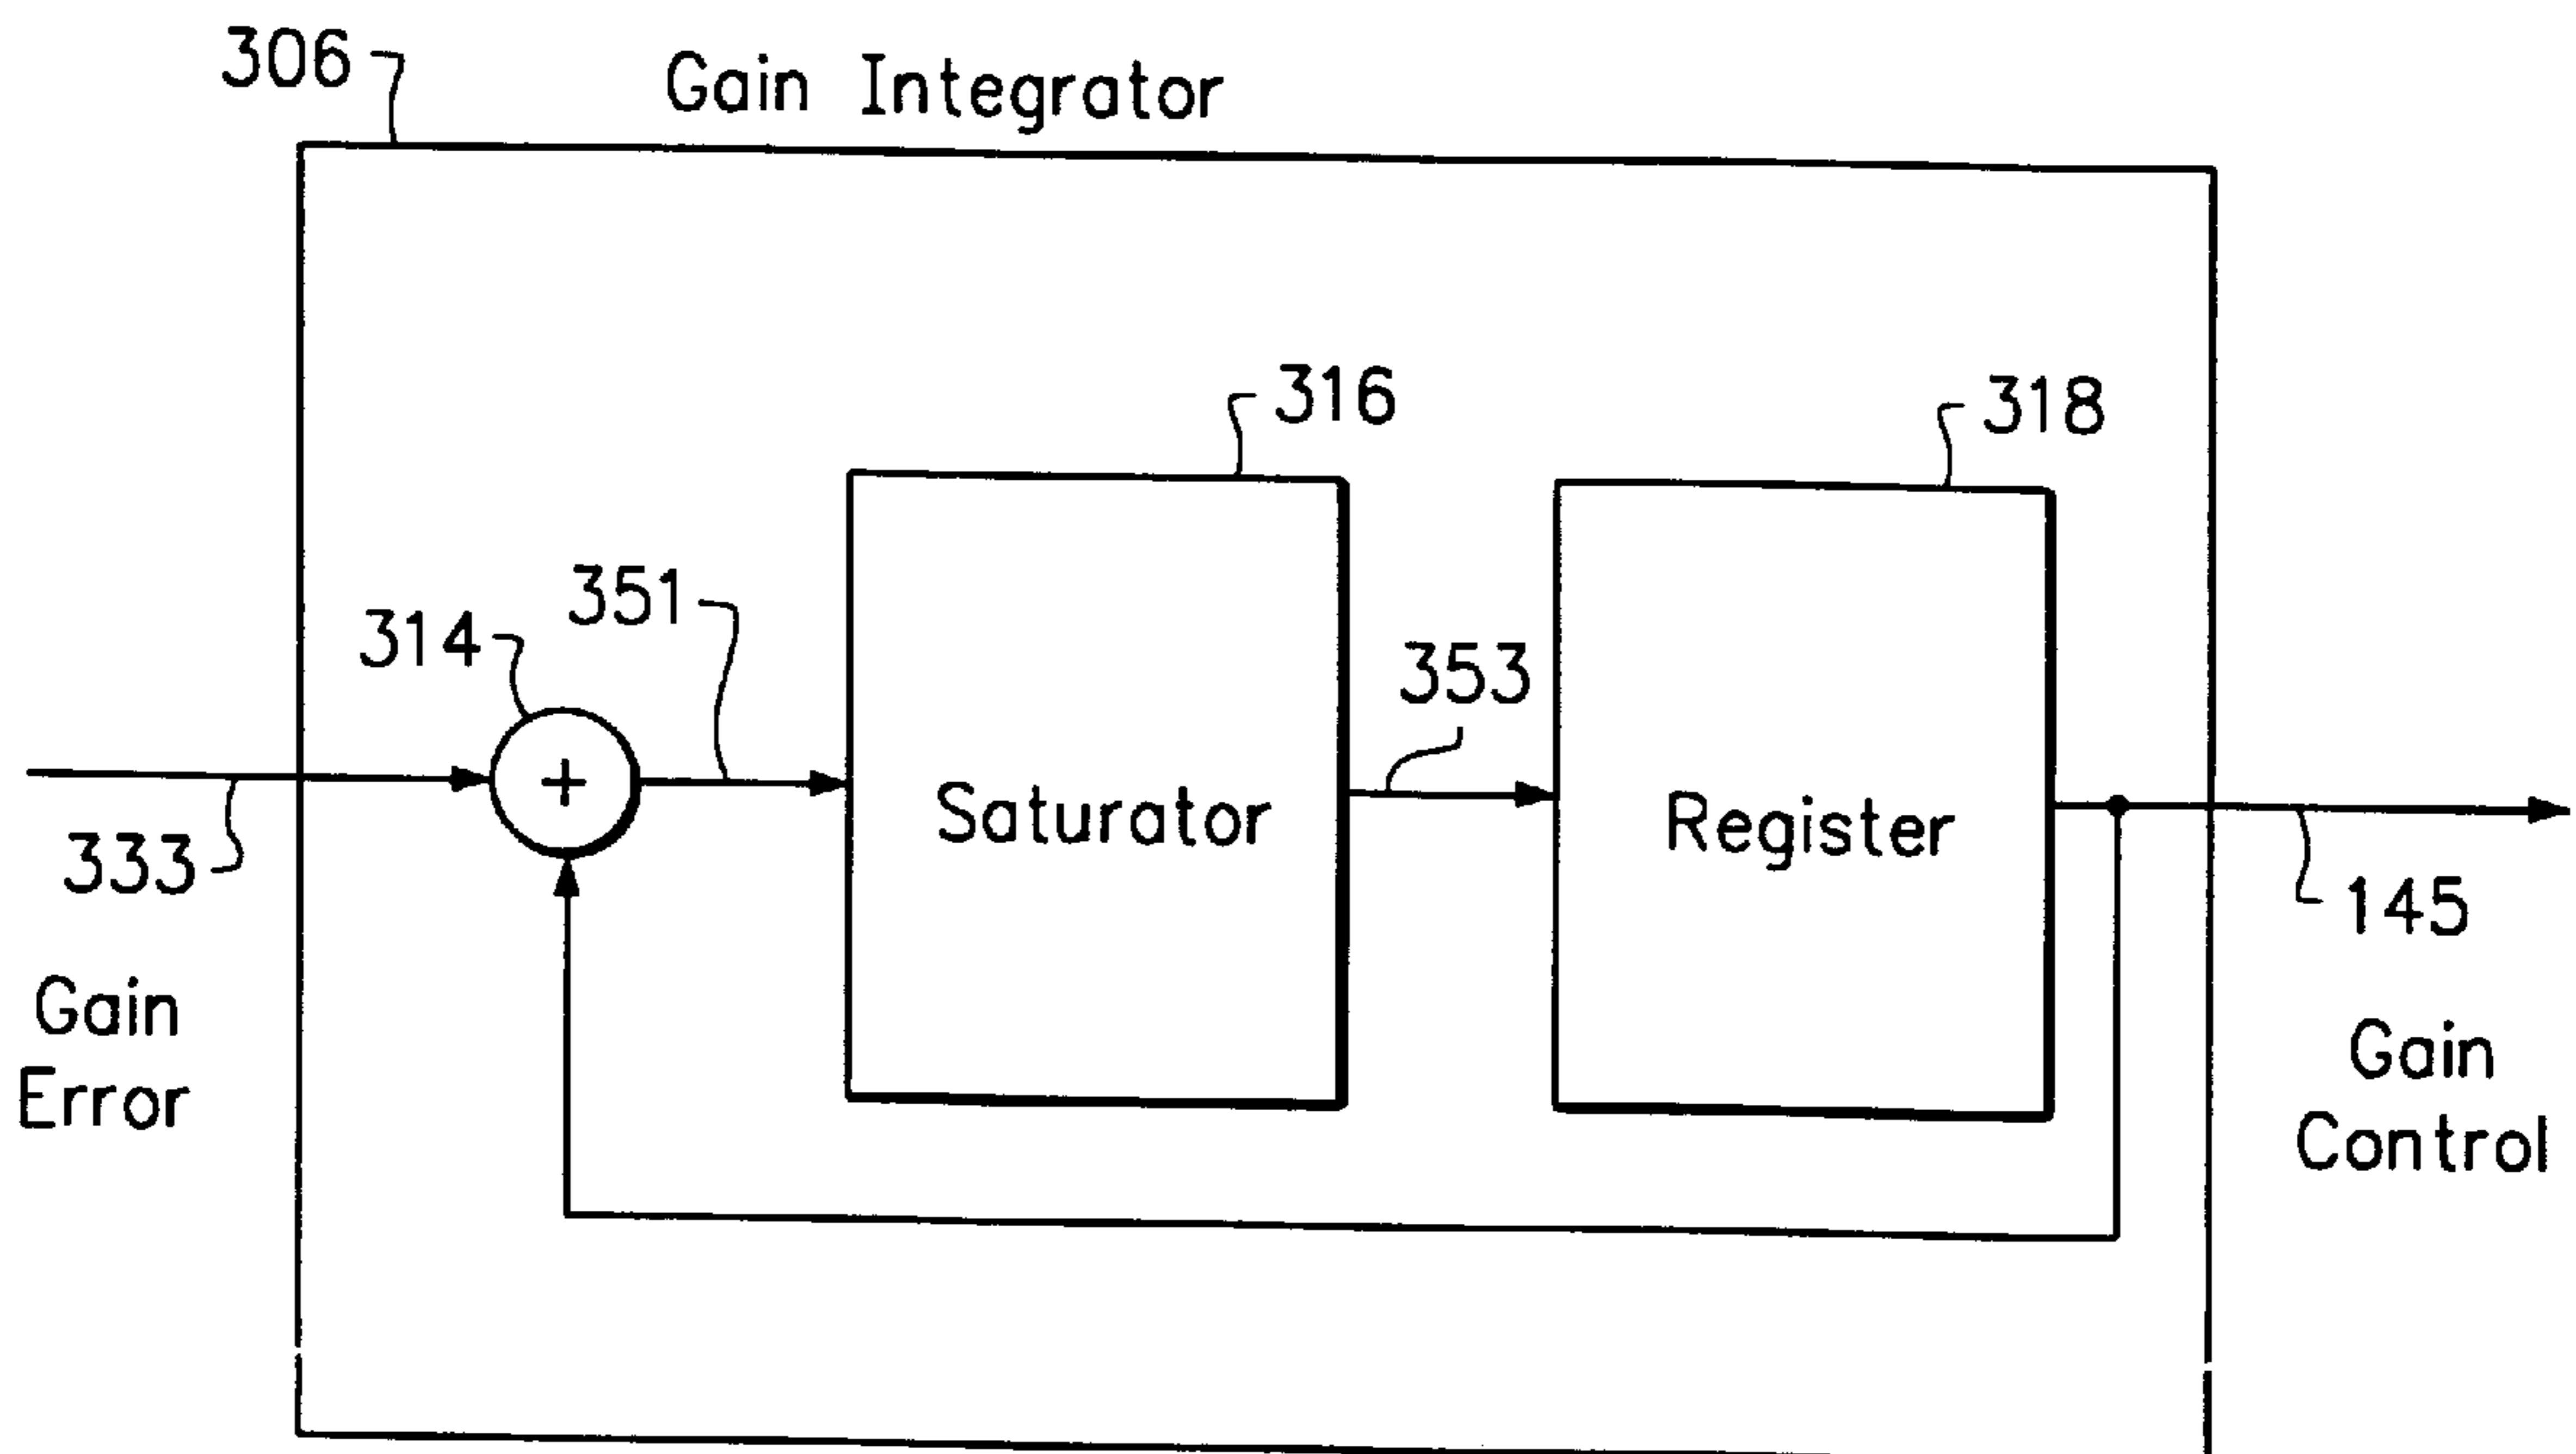 306
Gain Integrator
316
318
351
314
353
Saturator
Register
333
145
Gain
Error
Gain
Control
+